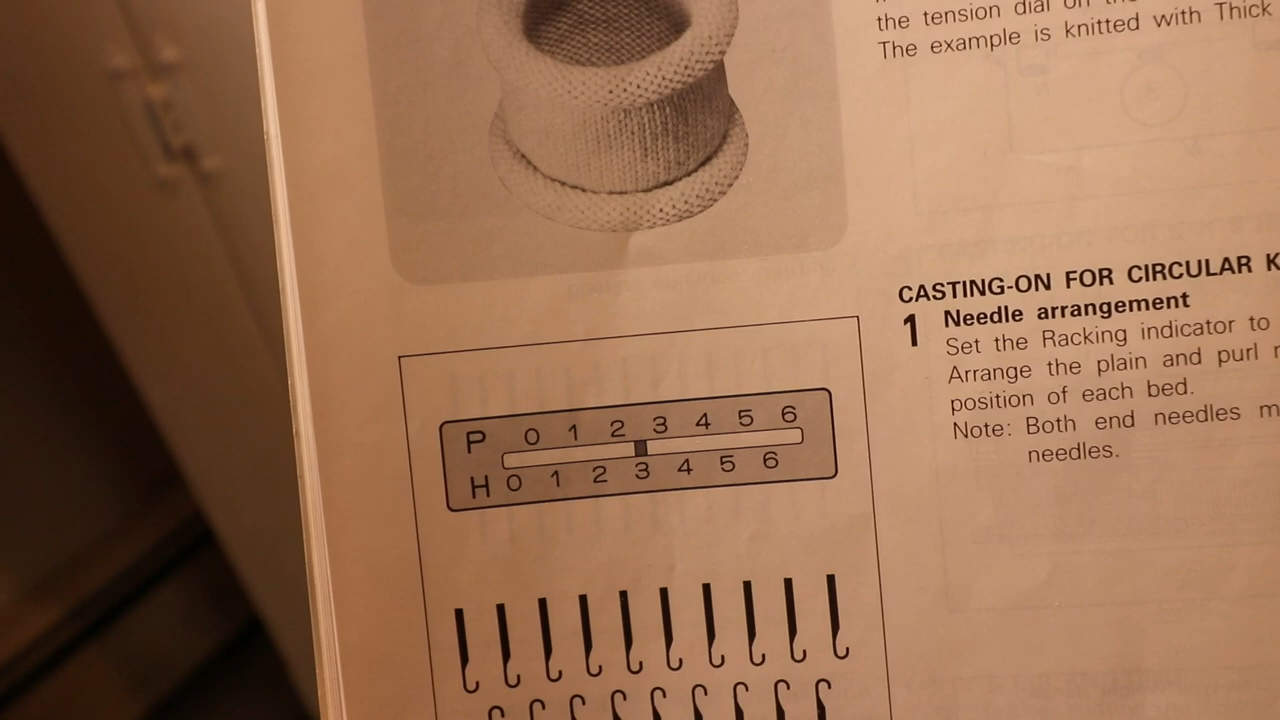 the tension dial on the
The example is knitted with Thick
CASTING-ON FOR CIRCULAR K
1 Needle arrangement
Set the Racking indicator to
Arrange the plain and purl
position of each bed.
Note: Both end needles m
needles.
P 0 1 2 3 4 5 6
H 0 1 2 3 4 5 6